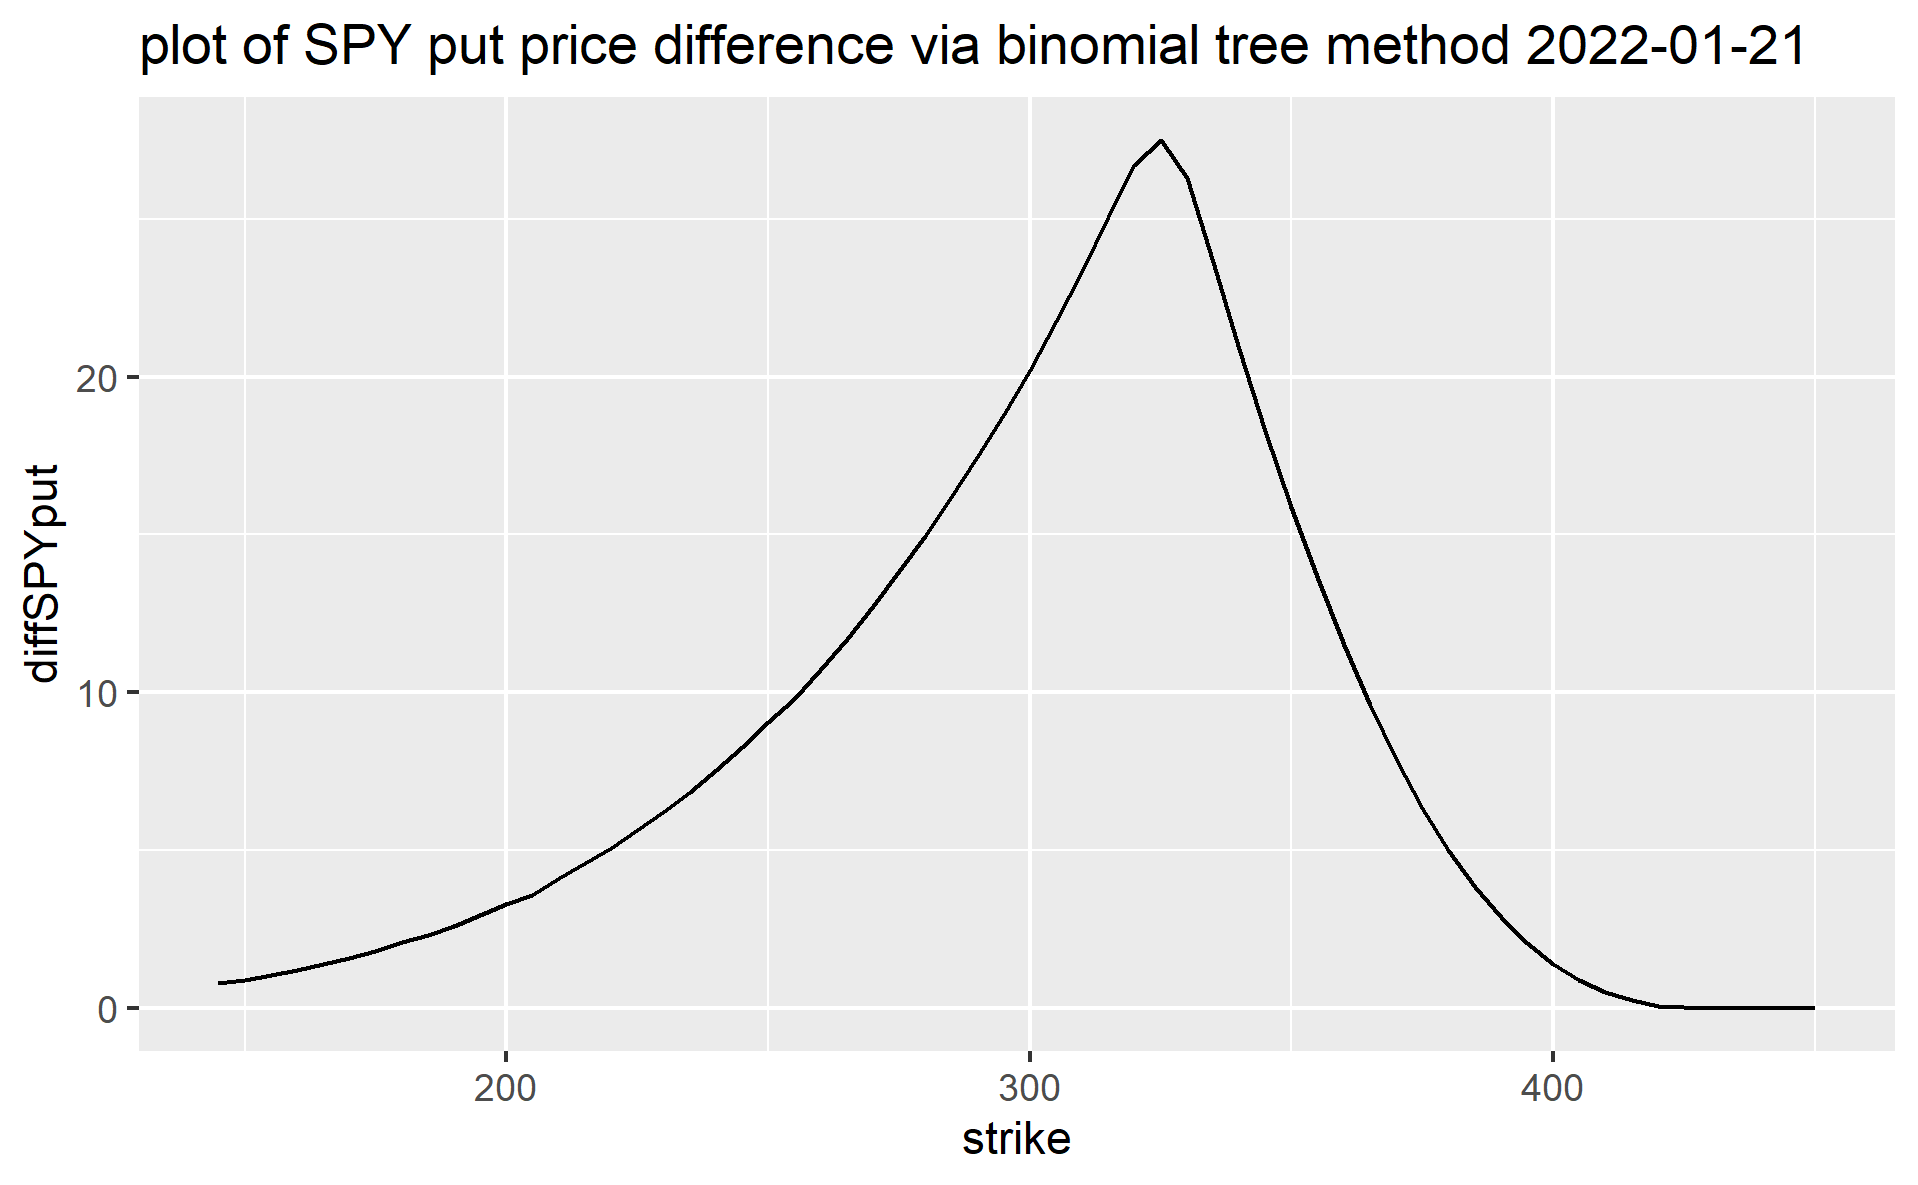 plot of SPY put price difference via binomial tree method 2022-01-21
diffSPYput
20
10
0
200
300
400
strike